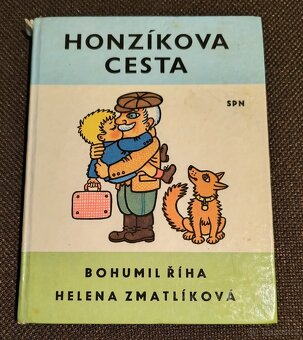 HONZÍKOVA
CESTA
SPN
BOHUMIL ŘÍHA
HELENA ZMATLÍKOVÁ